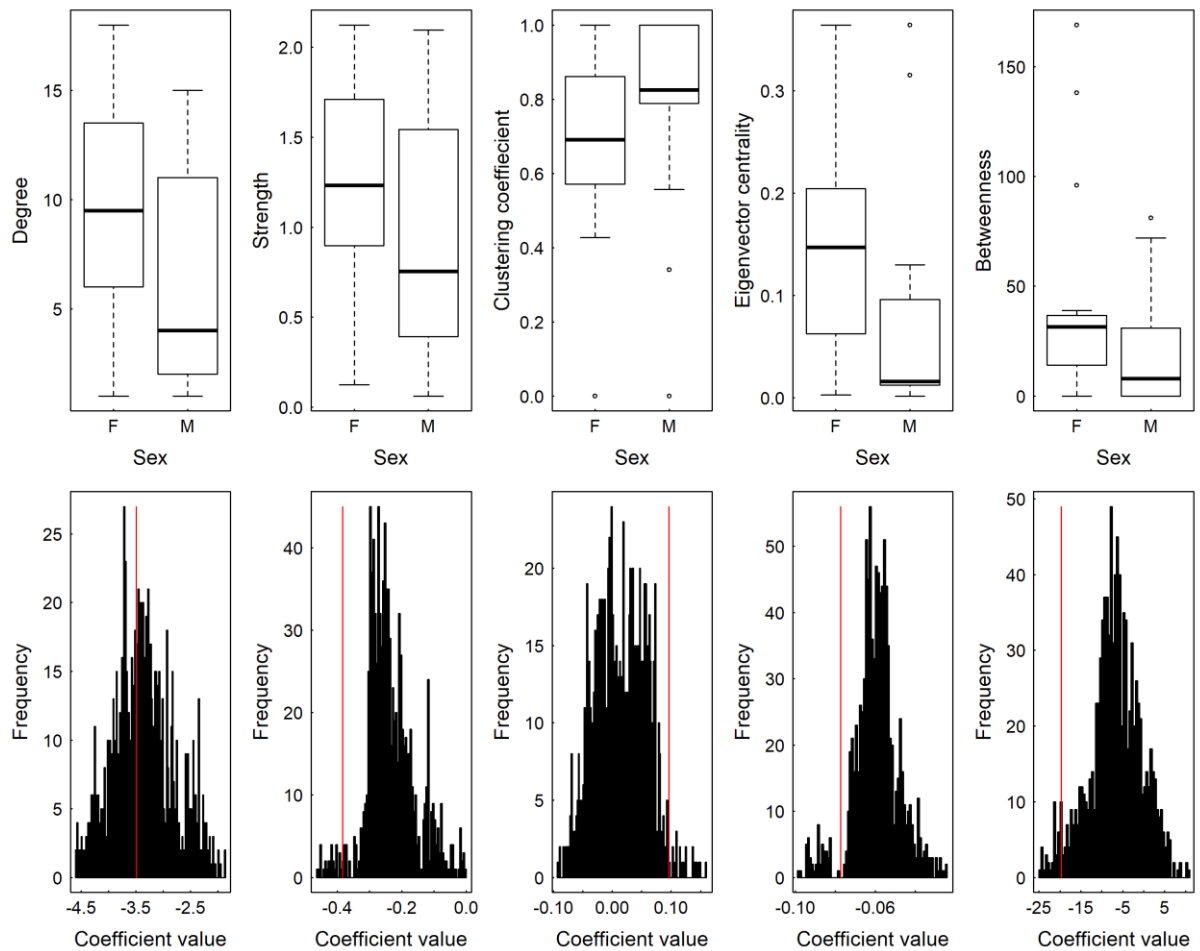 Degree
5
10
15
F
M
Sex
Strength
0.0
0.5
1.0
1.5
2.0
F
M
Sex
Clustering coeffiecient
0.0
0.2
0.4
0.6
0.8
1.0
F
M
Sex
Eigenvector centrality
0.0
0.1
0.2
0.3
F
M
Sex
Betweenness
0
50
100
150
F
M
Sex
Frequency
0
5
10
15
20
25
-4.5
-3.5
-2.5
Coefficient value
Frequency
0
10
20
30
40
-0.4
-0.2
0.0
Coefficient value
Frequency
0
5
10
15
20
-0.10
0.00
0.10
Coefficient value
Frequency
0
10
20
30
40
50
-0.10
-0.06
Coefficient value
Frequency
0
10
20
30
40
50
-25
-15
-5
5
Coefficient value